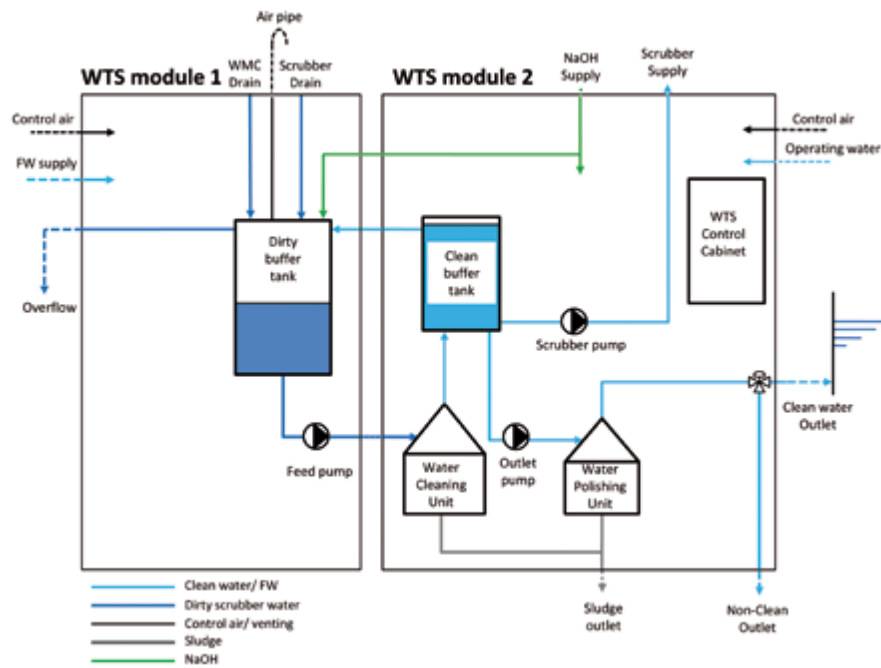 Air pipe
WTS module 1
WMC
Drain
Scrubber
Drain
WTS module 2
NaOH
Supply
Scrubber
Supply
Control air
FW supply
Control air
Operating water
Dirty
buffer
tank
Clean
buffer
tank
WTS
Control
Cabinet
Overflow
Scrubber pump
Clean water
Outlet
Feed pump
Water
Cleaning
Unit
Outlet
pump
Water
Polishing
Unit
Clean water/ FW
Dirty scrubber water
Control air/ venting
Sludge
NaOH
Sludge
outlet
Non-Clean
Outlet